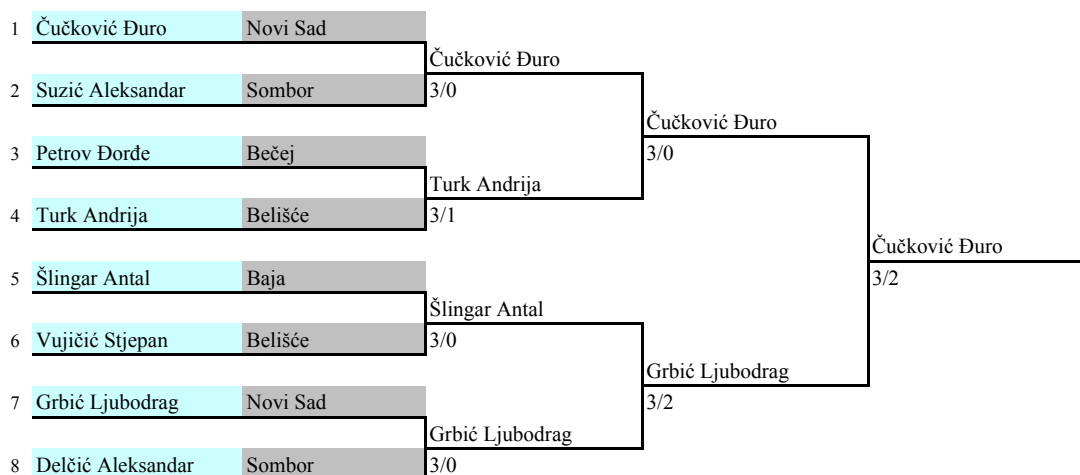 1 Čučković Đuro Novi Sad
Čučković Đuro
2 Suzić Aleksandar Sombor 3/0
Čučković Đuro
3 Petrov Đorđe Bečej 3/0
Turk Andrija
4 Turk Andrija Belišće 3/1
Čučković Đuro
5 Šlingar Antal Baja 3/2
Šlingar Antal
6 Vujičić Stjepan Belišće 3/0
Grbić Ljubodrag
7 Grbić Ljubodrag Novi Sad 3/2
Grbić Ljubodrag
8 Delčić Aleksandar Sombor 3/0